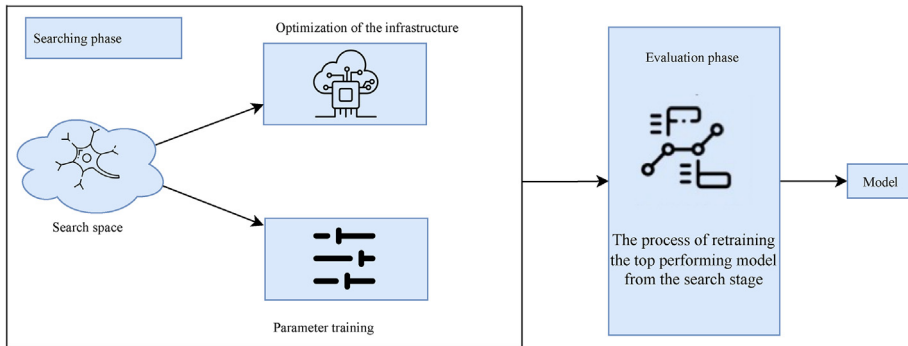 Searching phase
Optimization of the infrastructure
Search space
Parameter training
Evaluation phase
The process of retraining
the top performing model
from the search stage
Model